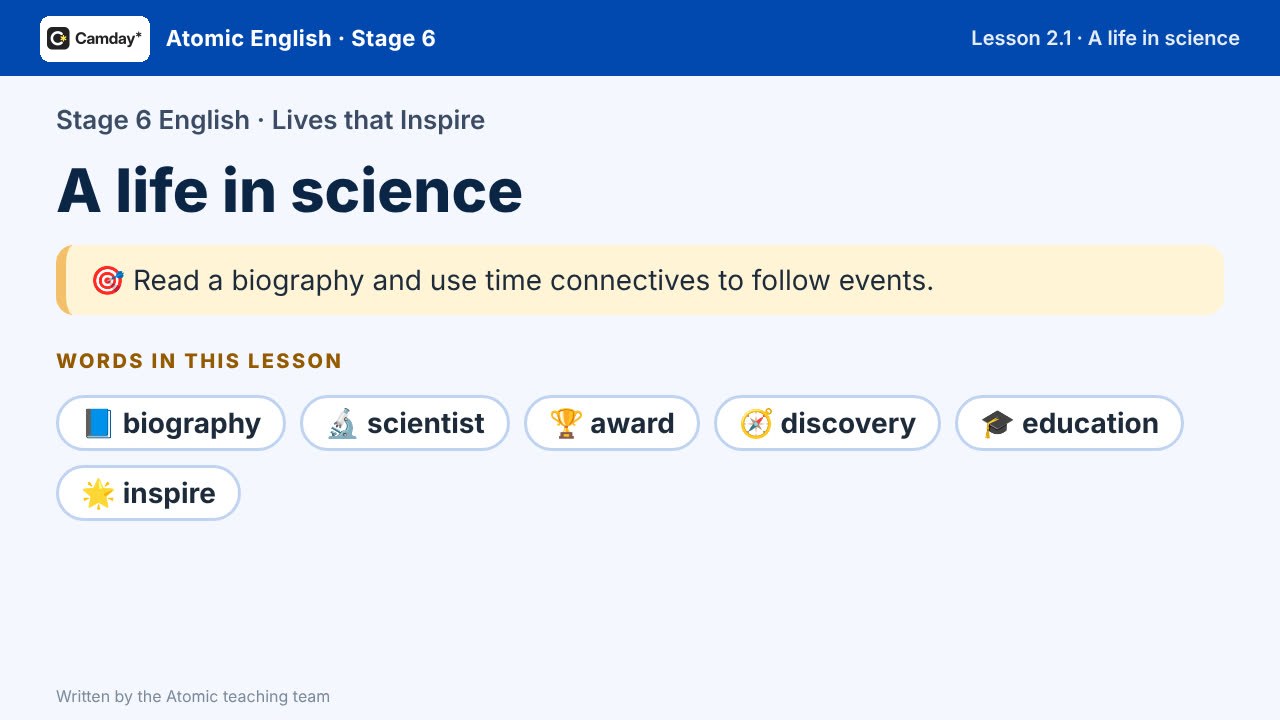 Camday*
Atomic English · Stage 6
Lesson 2.1 · A life in science
Stage 6 English · Lives that Inspire
A life in science
Read a biography and use time connectives to follow events.
WORDS IN THIS LESSON
biography
scientist
award
discovery
education
inspire
Written by the Atomic teaching team